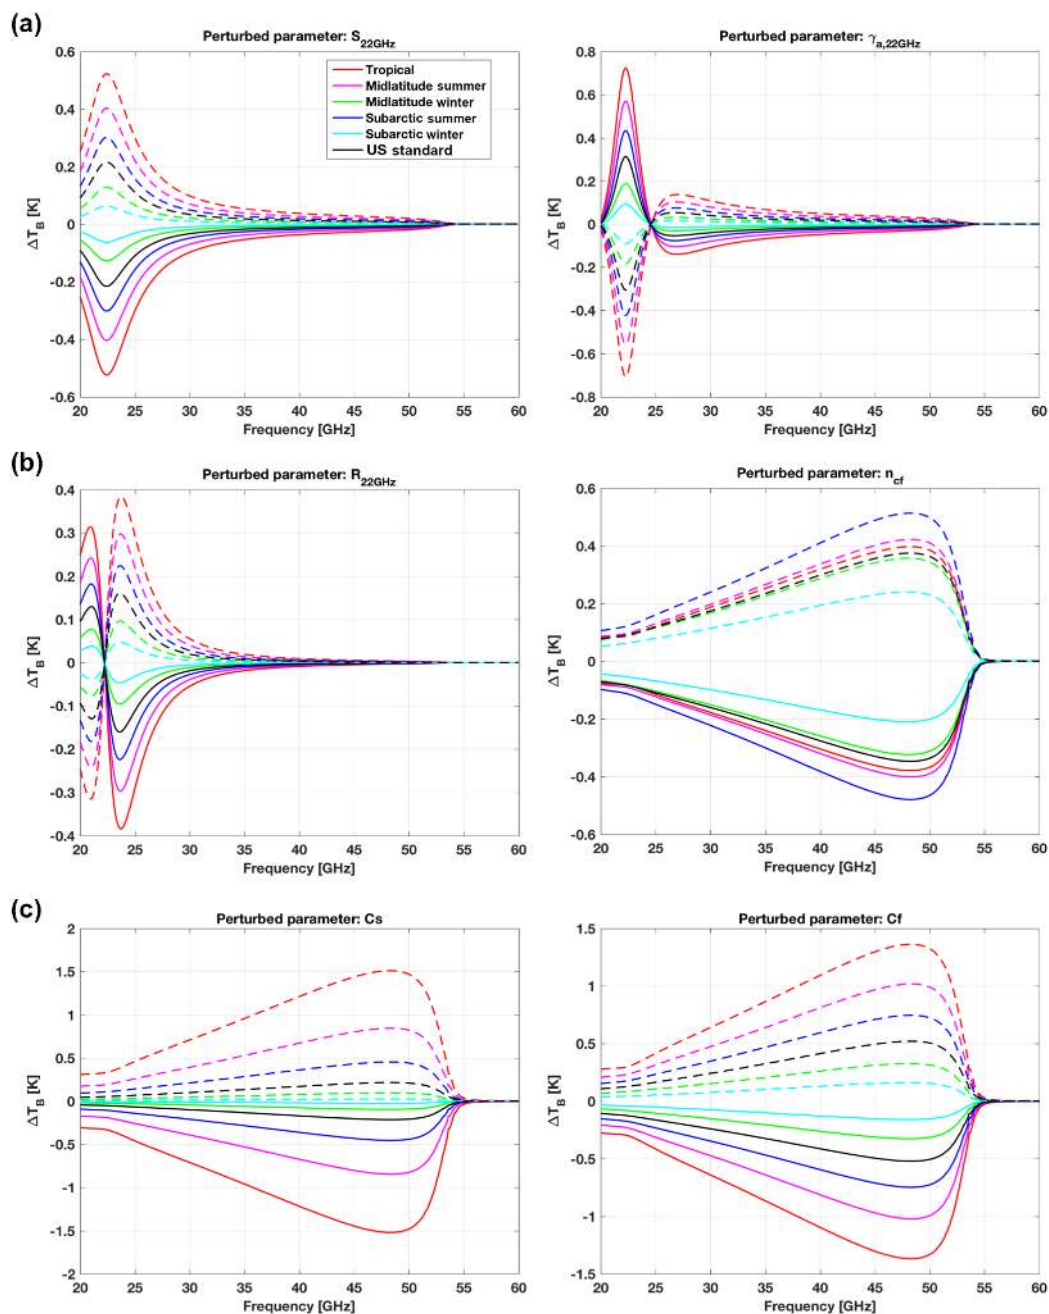 (a)
Perturbed parameter: S22GHz
0.6
0.4
0.2
0
-0.2
-0.4
-0.6
ΔTB [K]
20 25 30 35 40 45 50 55 60
Frequency [GHz]
Tropical
Midlatitude summer
Midlatitude winter
Subarctic summer
Subarctic winter
US standard
Perturbed parameter: γa,22GHz
0.8
0.6
0.4
0.2
0
-0.2
-0.4
-0.6
-0.8
ΔTB [K]
20 25 30 35 40 45 50 55 60
Frequency [GHz]
(b)
Perturbed parameter: R22GHz
0.4
0.3
0.2
0.1
0
-0.1
-0.2
-0.3
-0.4
ΔTB [K]
20 25 30 35 40 45 50 55 60
Frequency [GHz]
Perturbed parameter: ncf
0.6
0.4
0.2
0
-0.2
-0.4
-0.6
ΔTB [K]
20 25 30 35 40 45 50 55 60
Frequency [GHz]
(c)
Perturbed parameter: Cs
2
1.5
1
0.5
0
-0.5
-1
-1.5
-2
ΔTB [K]
20 25 30 35 40 45 50 55 60
Frequency [GHz]
Perturbed parameter: Cf
1.5
1
0.5
0
-0.5
-1
-1.5
ΔTB [K]
20 25 30 35 40 45 50 55 60
Frequency [GHz]